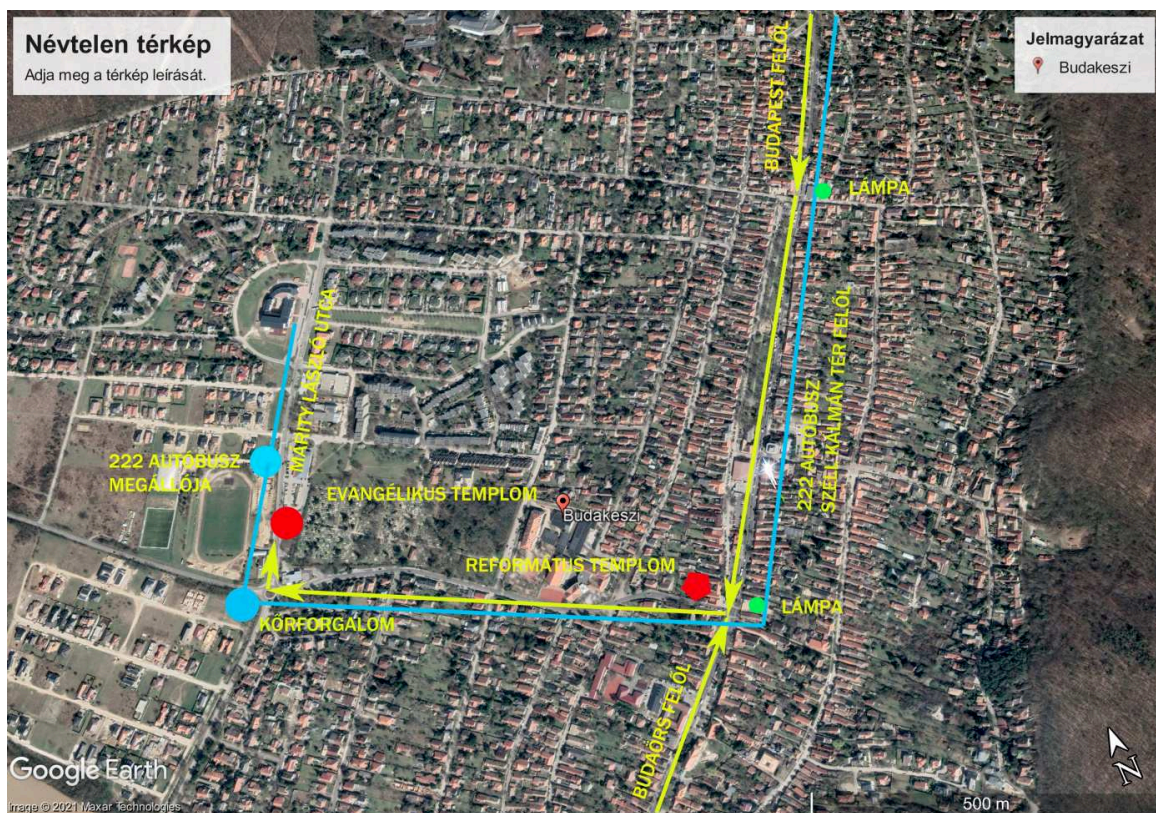 Névtelen térkép
Adja meg a térkép leírását.
Jelmagyarázat
Budakeszi
BUDAPEST FELŐL
LÁMPA
MÁRITY LÁSZLÓ UTCA
222 AUTÓBUSZ
SZÉLL KÁLMÁN TÉR FELŐL
222 AUTÓBUSZ
MEGÁLLÓJA
EVANGÉLIKUS TEMPLOM
Budakeszi
REFORMÁTUS TEMPLOM
LÁMPA
KÖRFORGALOM
BUDAÖRS FELŐL
Google Earth
Image © 2021 Maxar Technologies
N
500 m